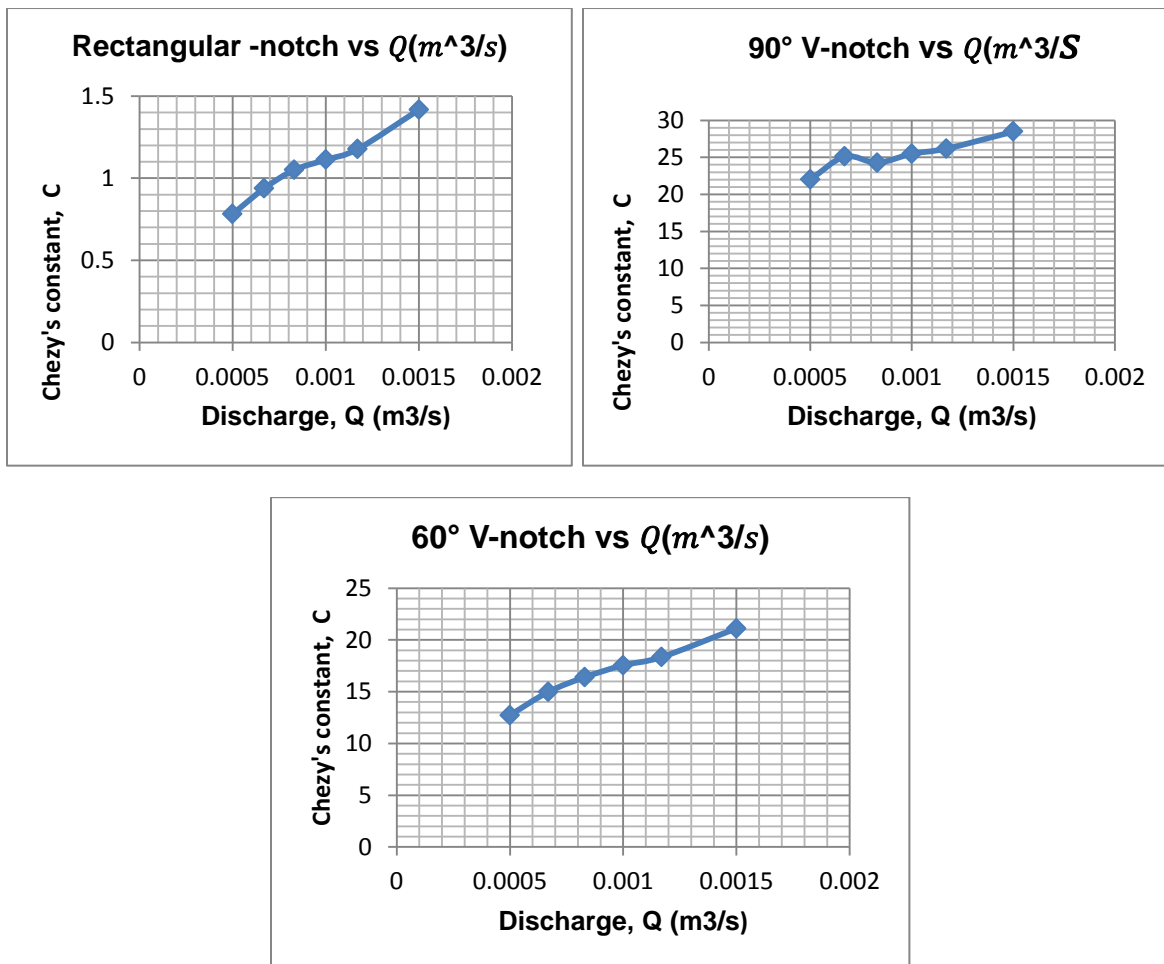 Rectangular -notch vs Q(m^3/s)
Chezy's constant, C
1.5
1
0.5
0
0 0.0005 0.001 0.0015 0.002
Discharge, Q (m3/s)
90° V-notch vs Q(m^3/S
Chezy's constant, C
30
25
20
15
10
5
0
0 0.0005 0.001 0.0015 0.002
Discharge, Q (m3/s)
60° V-notch vs Q(m^3/s)
Chezy's constant, C
25
20
15
10
5
0
0 0.0005 0.001 0.0015 0.002
Discharge, Q (m3/s)